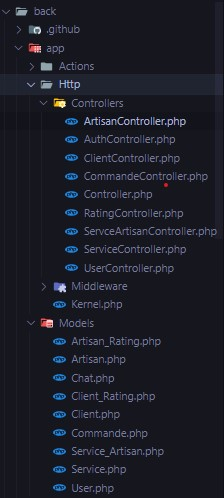 back
.github
app
Actions
Http
Controllers
ArtisanController.php
AuthController.php
ClientController.php
CommandeController.php
Controller.php
RatingController.php
ServceArtisanController.php
ServiceController.php
UserController.php
Middleware
Kernel.php
Models
Artisan_Rating.php
Artisan.php
Chat.php
Client_Rating.php
Client.php
Commande.php
Service_Artisan.php
Service.php
User.php